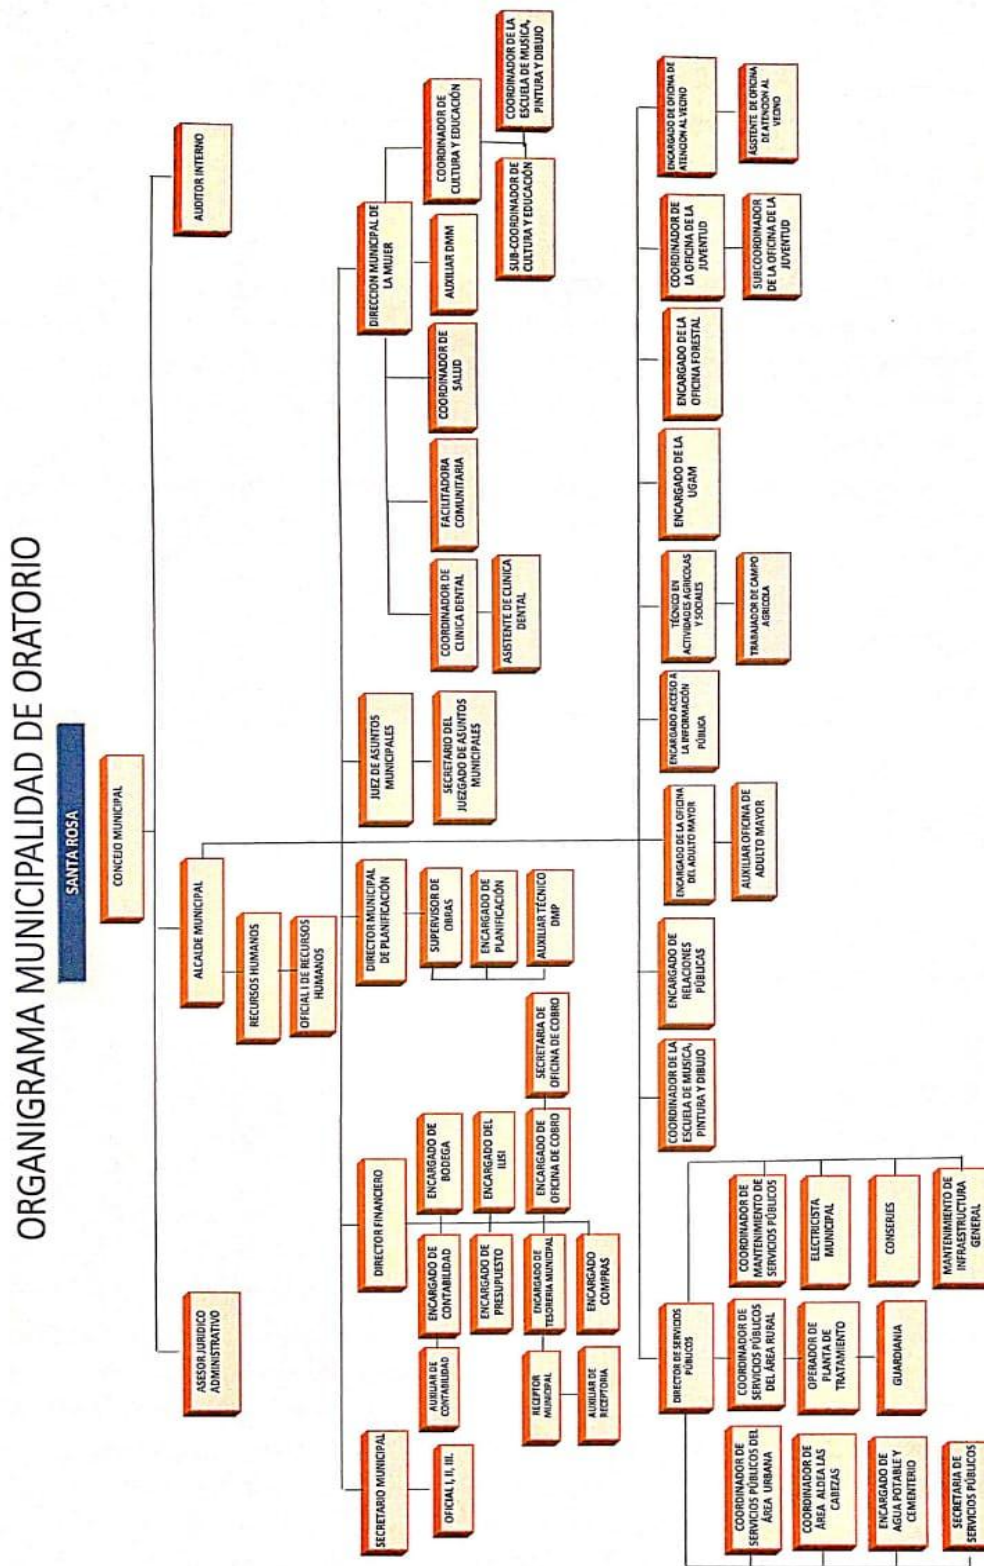 ORGANIGRAMA MUNICIPALIDAD DE ORATORIO
SANTA ROSA
CONCEJO MUNICIPAL
ASESOR JURIDICO
ADMINISTRATIVO
ALCALDE MUNICIPAL
AUDITOR INTERNO
RECURSOS HUMANOS
OFICIAL I DE RECURSOS
HUMANOS
SECRETARIO MUNICIPAL
OFICIAL I, II, III.
DIRECTOR FINANCIERO
ENCARGADO DE
CONTABILIDAD
ENCARGADO DE
BODEGA
AUXILIAR DE
CONTABILIDAD
ENCARGADO DE
PRESUPUESTO
ENCARGADO DEL
IUSI
ENCARGADO DE
TESORERIA MUNICIPAL
ENCARGADO DE
OFICINA DE COBRO
SECRETARIA DE
OFICINA DE COBRO
RECEPTOR
MUNICIPAL
AUXILIAR DE
RECEPTORIA
ENCARGADO
COMPRAS
DIRECTOR MUNICIPAL
DE PLANIFICACIÓN
SUPERVISOR DE
OBRAS
ENCARGADO DE
PLANIFICACIÓN
AUXILIAR TÉCNICO
DMP
JUEZ DE ASUNTOS
MUNICIPALES
SECRETARIO DEL
JUEZGADO DE ASUNTOS
MUNICIPALES
DIRECCION MUNICIPAL DE
LA MUJER
COORDINADOR DE
CLINICA DENTAL
ASISTENTE DE CLINICA
DENTAL
FACILITADORA
COMUNITARIA
COORDINADOR DE
SALUD
AUXILIAR DMM
COORDINADOR DE
CULTURA Y EDUCACIÓN
SUB-COORDINADOR DE
CULTURA Y EDUCACIÓN
COORDINADOR DE LA
ESCUELA DE MUSICA,
PINTURA Y DIBUJO
DIRECTOR DE SERVICIOS
PÚBLICOS
COORDINADOR DE
SERVICIOS PÚBLICOS DEL
ÁREA URBANA
COORDINADOR DE
SERVICIOS PÚBLICOS
DEL ÁREA RURAL
COORDINADOR DE
MANTENIMIENTO DE
SERVICIOS PÚBLICOS
COORDINADOR DE
ÁREA ALDEA LAS
CABEZAS
OPERADOR DE
PLANTA DE
TRATAMIENTO
ELECTRICISTA
MUNICIPAL
ENCARGADO DE
AGUA POTABLE Y
CEMENTERIO
GUARDIANIA
CONSERJES
SECRETARIA DE
SERVICIOS PÚBLICOS
MANTENIMIENTO DE
INFRAESTRUCTURA
GENERAL
COORDINADOR DE LA
ESCUELA DE MUSICA,
PINTURA Y DIBUJO
ENCARGADO DE
RELACIONES
PÚBLICAS
ENCARGADO DE LA OFICINA
DEL ADULTO MAYOR
AUXILIAR OFICINA DE
ADULTO MAYOR
ENCARGADO ACCESO A
LA INFORMACIÓN
PÚBLICA
TÉCNICO EN
ACTIVIDADES AGRICOLAS
Y SOCIALES
TRABAJADOR DE CAMPO
AGRICOLA
ENCARGADO DE LA
UGAM
ENCARGADO DE LA
OFICINA FORESTAL
COORDINADOR DE
LA OFICINA DE LA
JUVENTUD
SUBCOORDINADOR
DE LA OFICINA DE LA
JUVENTUD
ENCARGADO DE OFICINA DE
ATENCION AL VECINO
ASISTENTE DE OFICINA
DE ATENCION AL
VECINO